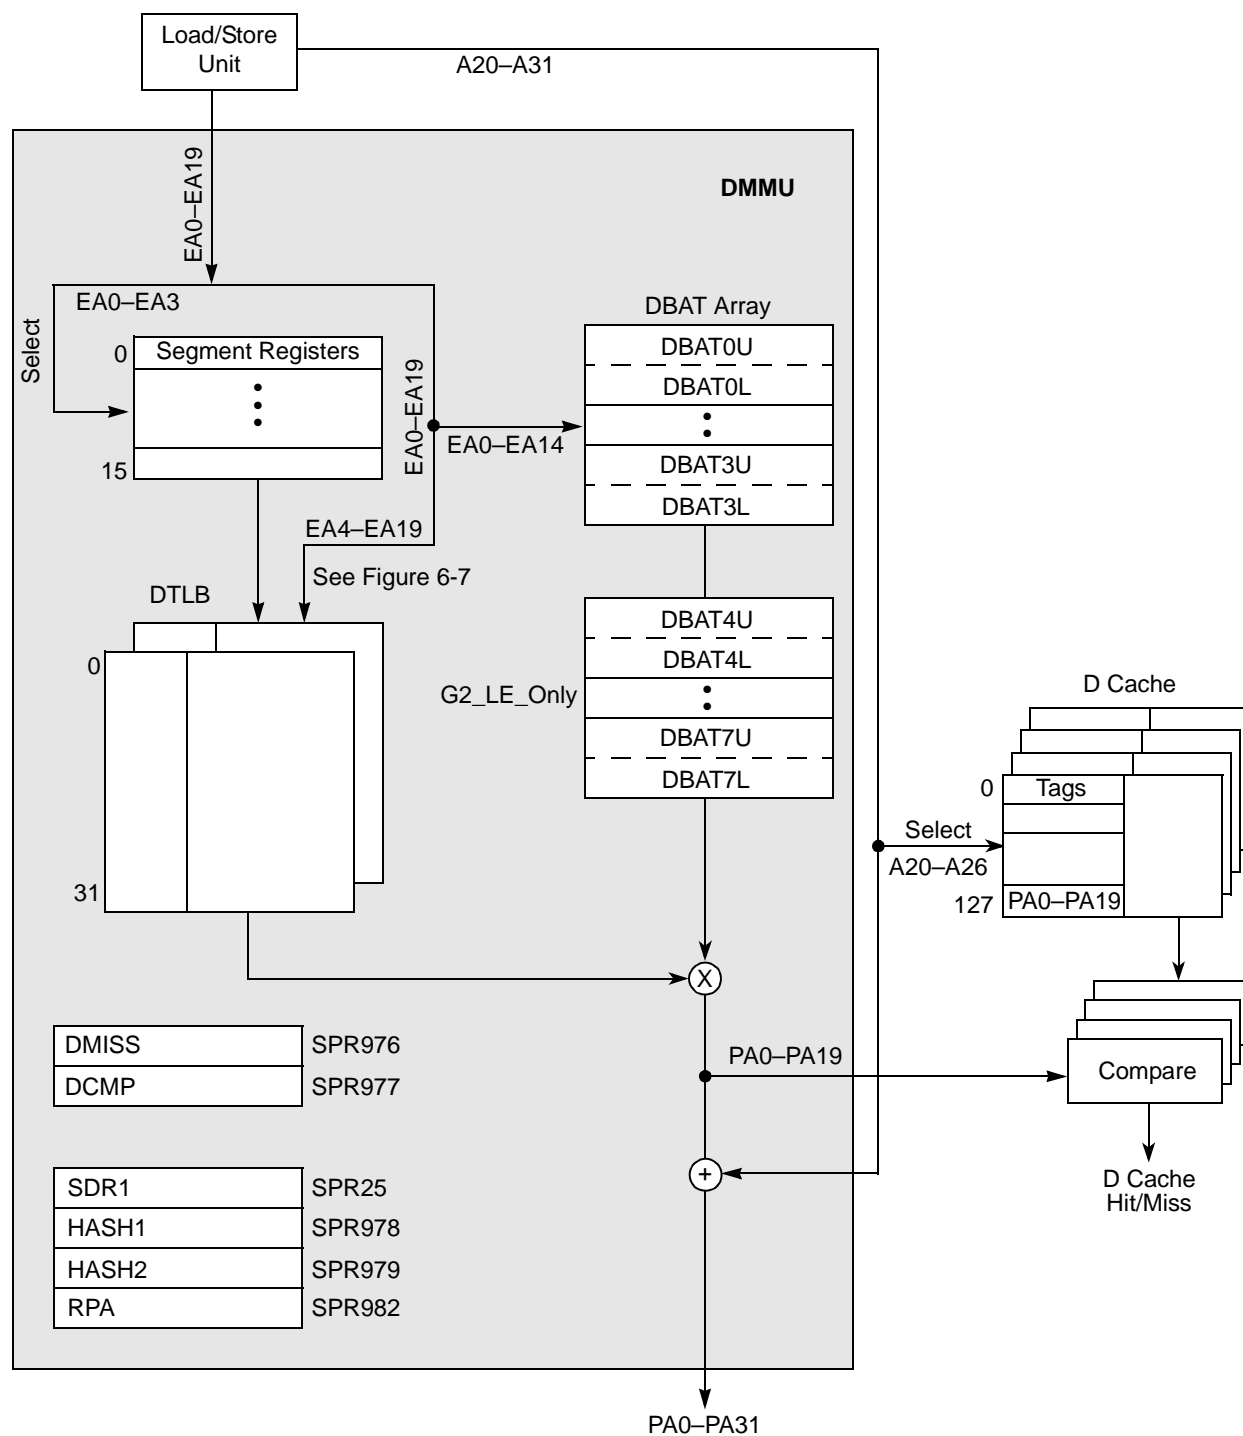 Load/Store
Unit
A20–A31
EA0–EA19
DMMU
EA0–EA3
Select
0
Segment Registers
15
EA0–EA19
EA0–EA14
DBAT Array
DBAT0U
DBAT0L
DBAT3U
DBAT3L
EA4–EA19
See Figure 6-7
DTLB
0
31
DBAT4U
DBAT4L
G2_LE_Only
DBAT7U
DBAT7L
D Cache
0
Tags
Select
A20–A26
127
PA0–PA19
X
PA0–PA19
Compare
D Cache
Hit/Miss
+
DMISS
SPR976
DCMP
SPR977
SDR1
SPR25
HASH1
SPR978
HASH2
SPR979
RPA
SPR982
PA0–PA31